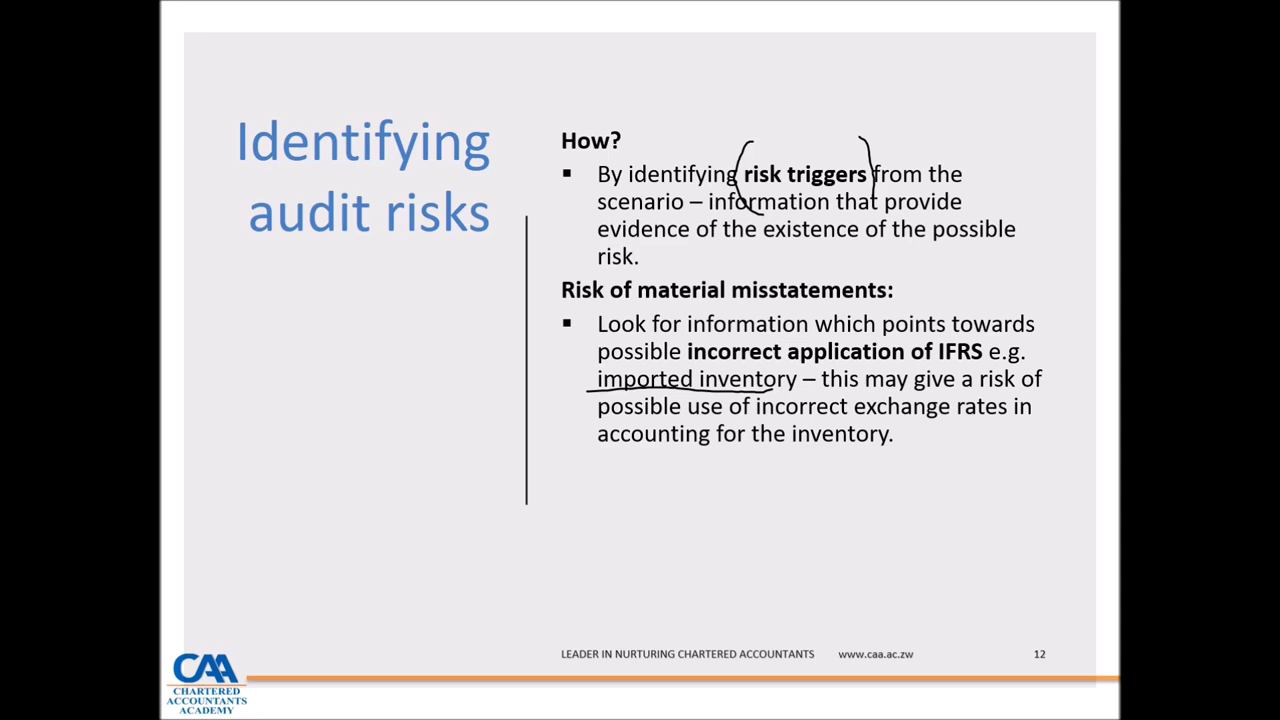 Identifying
audit risks
How?
▪ By identifying risk triggers from the
scenario – information that provide
evidence of the existence of the possible
risk.
Risk of material misstatements:
▪ Look for information which points towards
possible incorrect application of IFRS e.g.
imported inventory – this may give a risk of
possible use of incorrect exchange rates in
accounting for the inventory.
LEADER IN NURTURING CHARTERED ACCOUNTANTS www.caa.ac.zw 12
CAA
CHARTERED
ACCOUNTANTS
ACADEMY